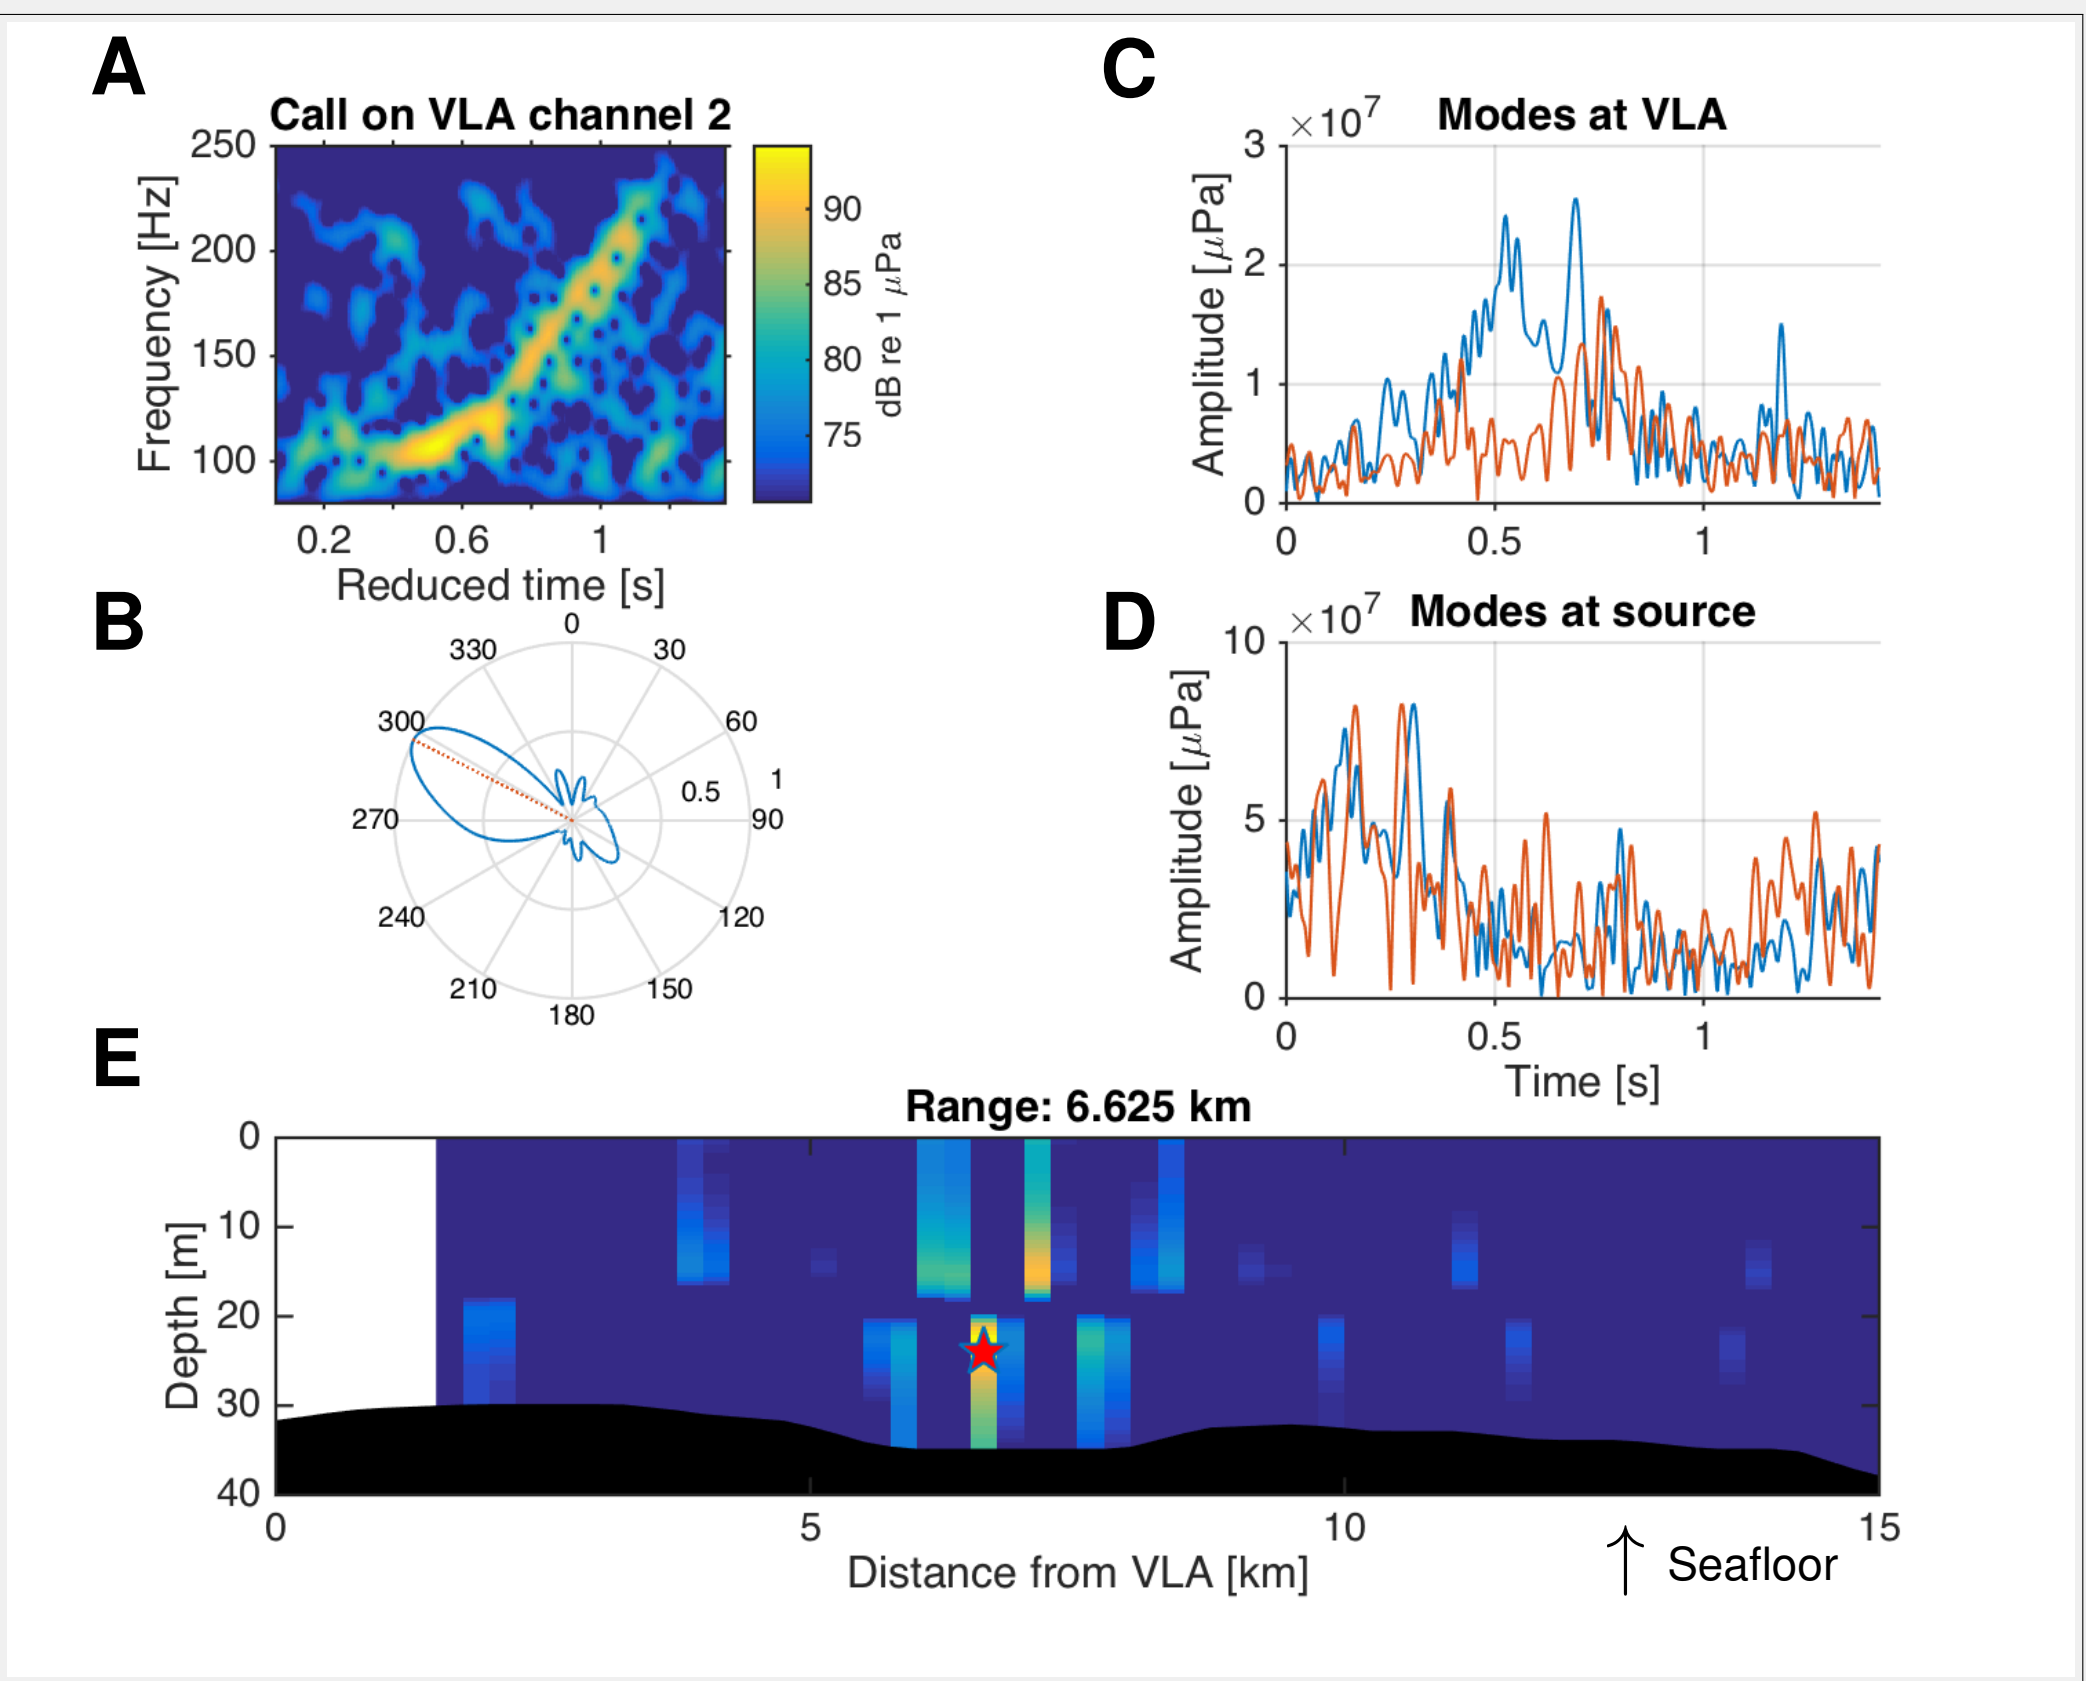 A
Call on VLA channel 2
250
200
150
100
Frequency [Hz]
0.2 0.6 1
Reduced time [s]
90
85
80
75
dB re 1 μPa
B
0
30
60
90
120
150
180
210
240
270
300
330
0.5
1
C
×10⁷ Modes at VLA
3
2
1
0
Amplitude [μPa]
0 0.5 1
D
×10⁷ Modes at source
10
5
0
Amplitude [μPa]
0 0.5 1
Time [s]
E
Range: 6.625 km
0
10
20
30
40
Depth [m]
0 5 10 15
Distance from VLA [km]
↑ Seafloor